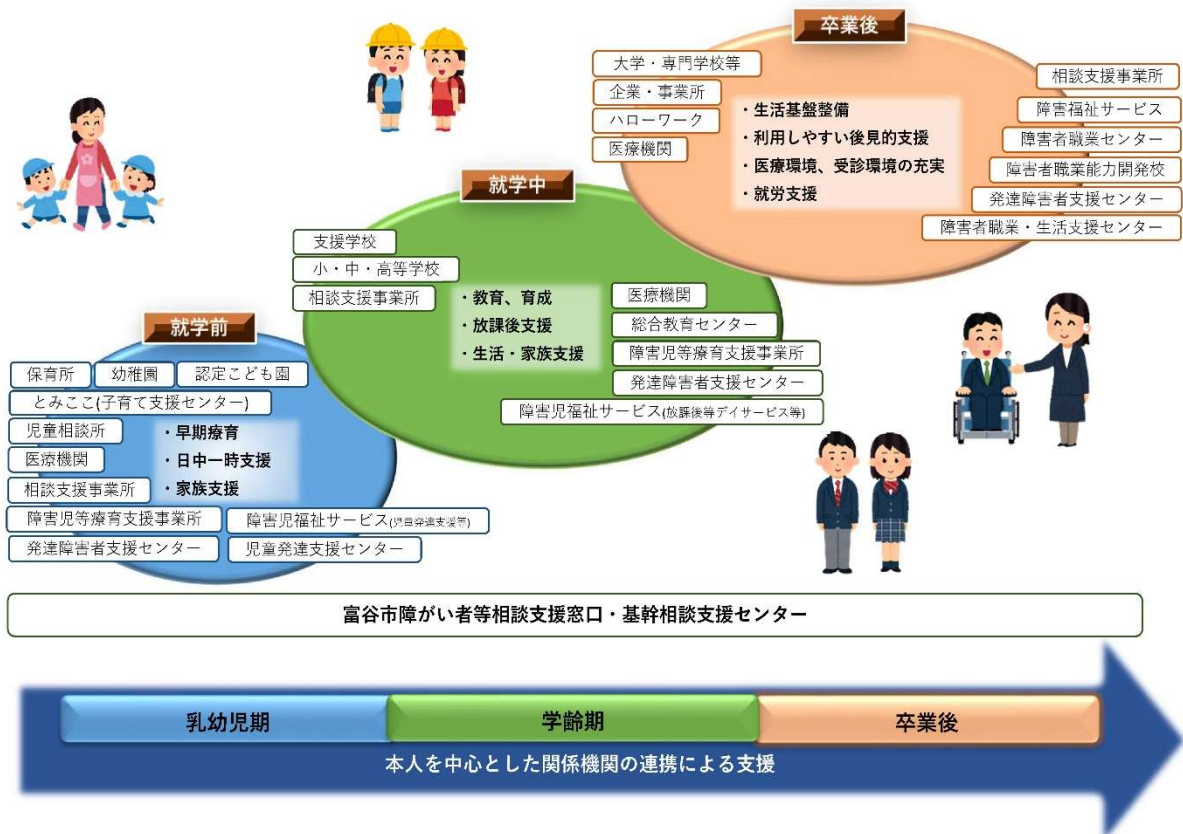 卒業後
大学・専門学校等
企業・事業所
ハローワーク
医療機関
・生活基盤整備
・利用しやすい後見的支援
・医療環境、受診環境の充実
・就労支援
相談支援事業所
障害福祉サービス
障害者職業センター
障害者職業能力開発校
発達障害者支援センター
障害者職業・生活支援センター
就学中
支援学校
小・中・高等学校
相談支援事業所
・教育、育成
・放課後支援
・生活・家族支援
医療機関
総合教育センター
障害児等療育支援事業所
発達障害者支援センター
障害児福祉サービス(放課後等デイサービス等)
就学前
保育所
幼稚園
認定こども園
とみここ(子育て支援センター)
児童相談所
医療機関
相談支援事業所
・早期療育
・日中一時支援
・家族支援
障害児等療育支援事業所
障害児福祉サービス(児童発達支援等)
発達障害者支援センター
児童発達支援センター
富谷市障がい者等相談支援窓口・基幹相談支援センター
乳幼児期
学齢期
卒業後
本人を中心とした関係機関の連携による支援